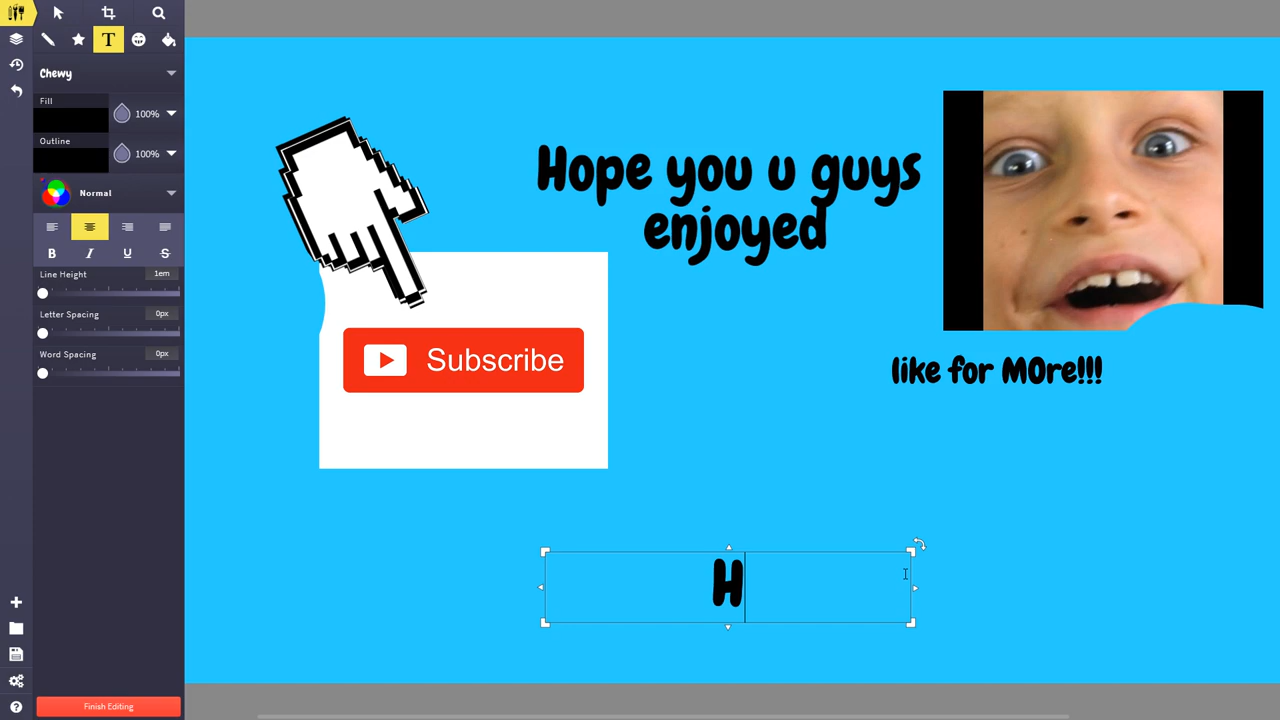 T
Chewy
Fill
100%
Outline
100%
Normal
B I U S
Line Height 1em
Letter Spacing 0px
Word Spacing 0px
Finish Editing
Hope you u guys
enjoyed
Subscribe
like for MOre!!!
H